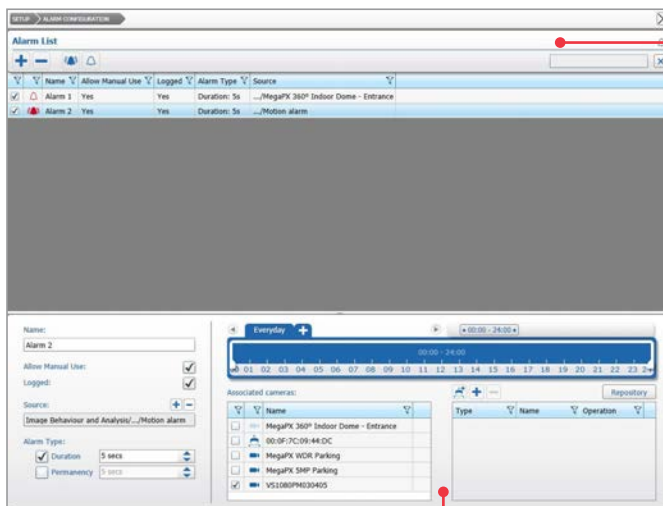 SETUP ALARM CONFIGURATION
Alarm List
Name Allow Manual Use Logged Alarm Type Source
Alarm 1 Yes Yes Duration: 5s .../MegaPX 360º Indoor Dome - Entrance
Alarm 2 Yes Yes Duration: 5s .../Motion alarm
Name:
Alarm 2
Allow Manual Use:
Logged:
Source:
Image Behaviour and Analysis/.../Motion alarm
Alarm Type:
Duration 5 secs
Permanency 5 secs
Everyday 00:00 - 24:00
00:00 - 24:00
01 02 03 04 05 06 07 08 09 10 11 12 13 14 15 16 17 18 19 20 21 22 23
Associated cameras:
Repository
Name
MegaPX 360º Indoor Dome - Entrance
00:0F:7C:09:44:DC
MegaPX WDR Parking
MegaPX 5MP Parking
VS1080PM030405
Type Name Operation